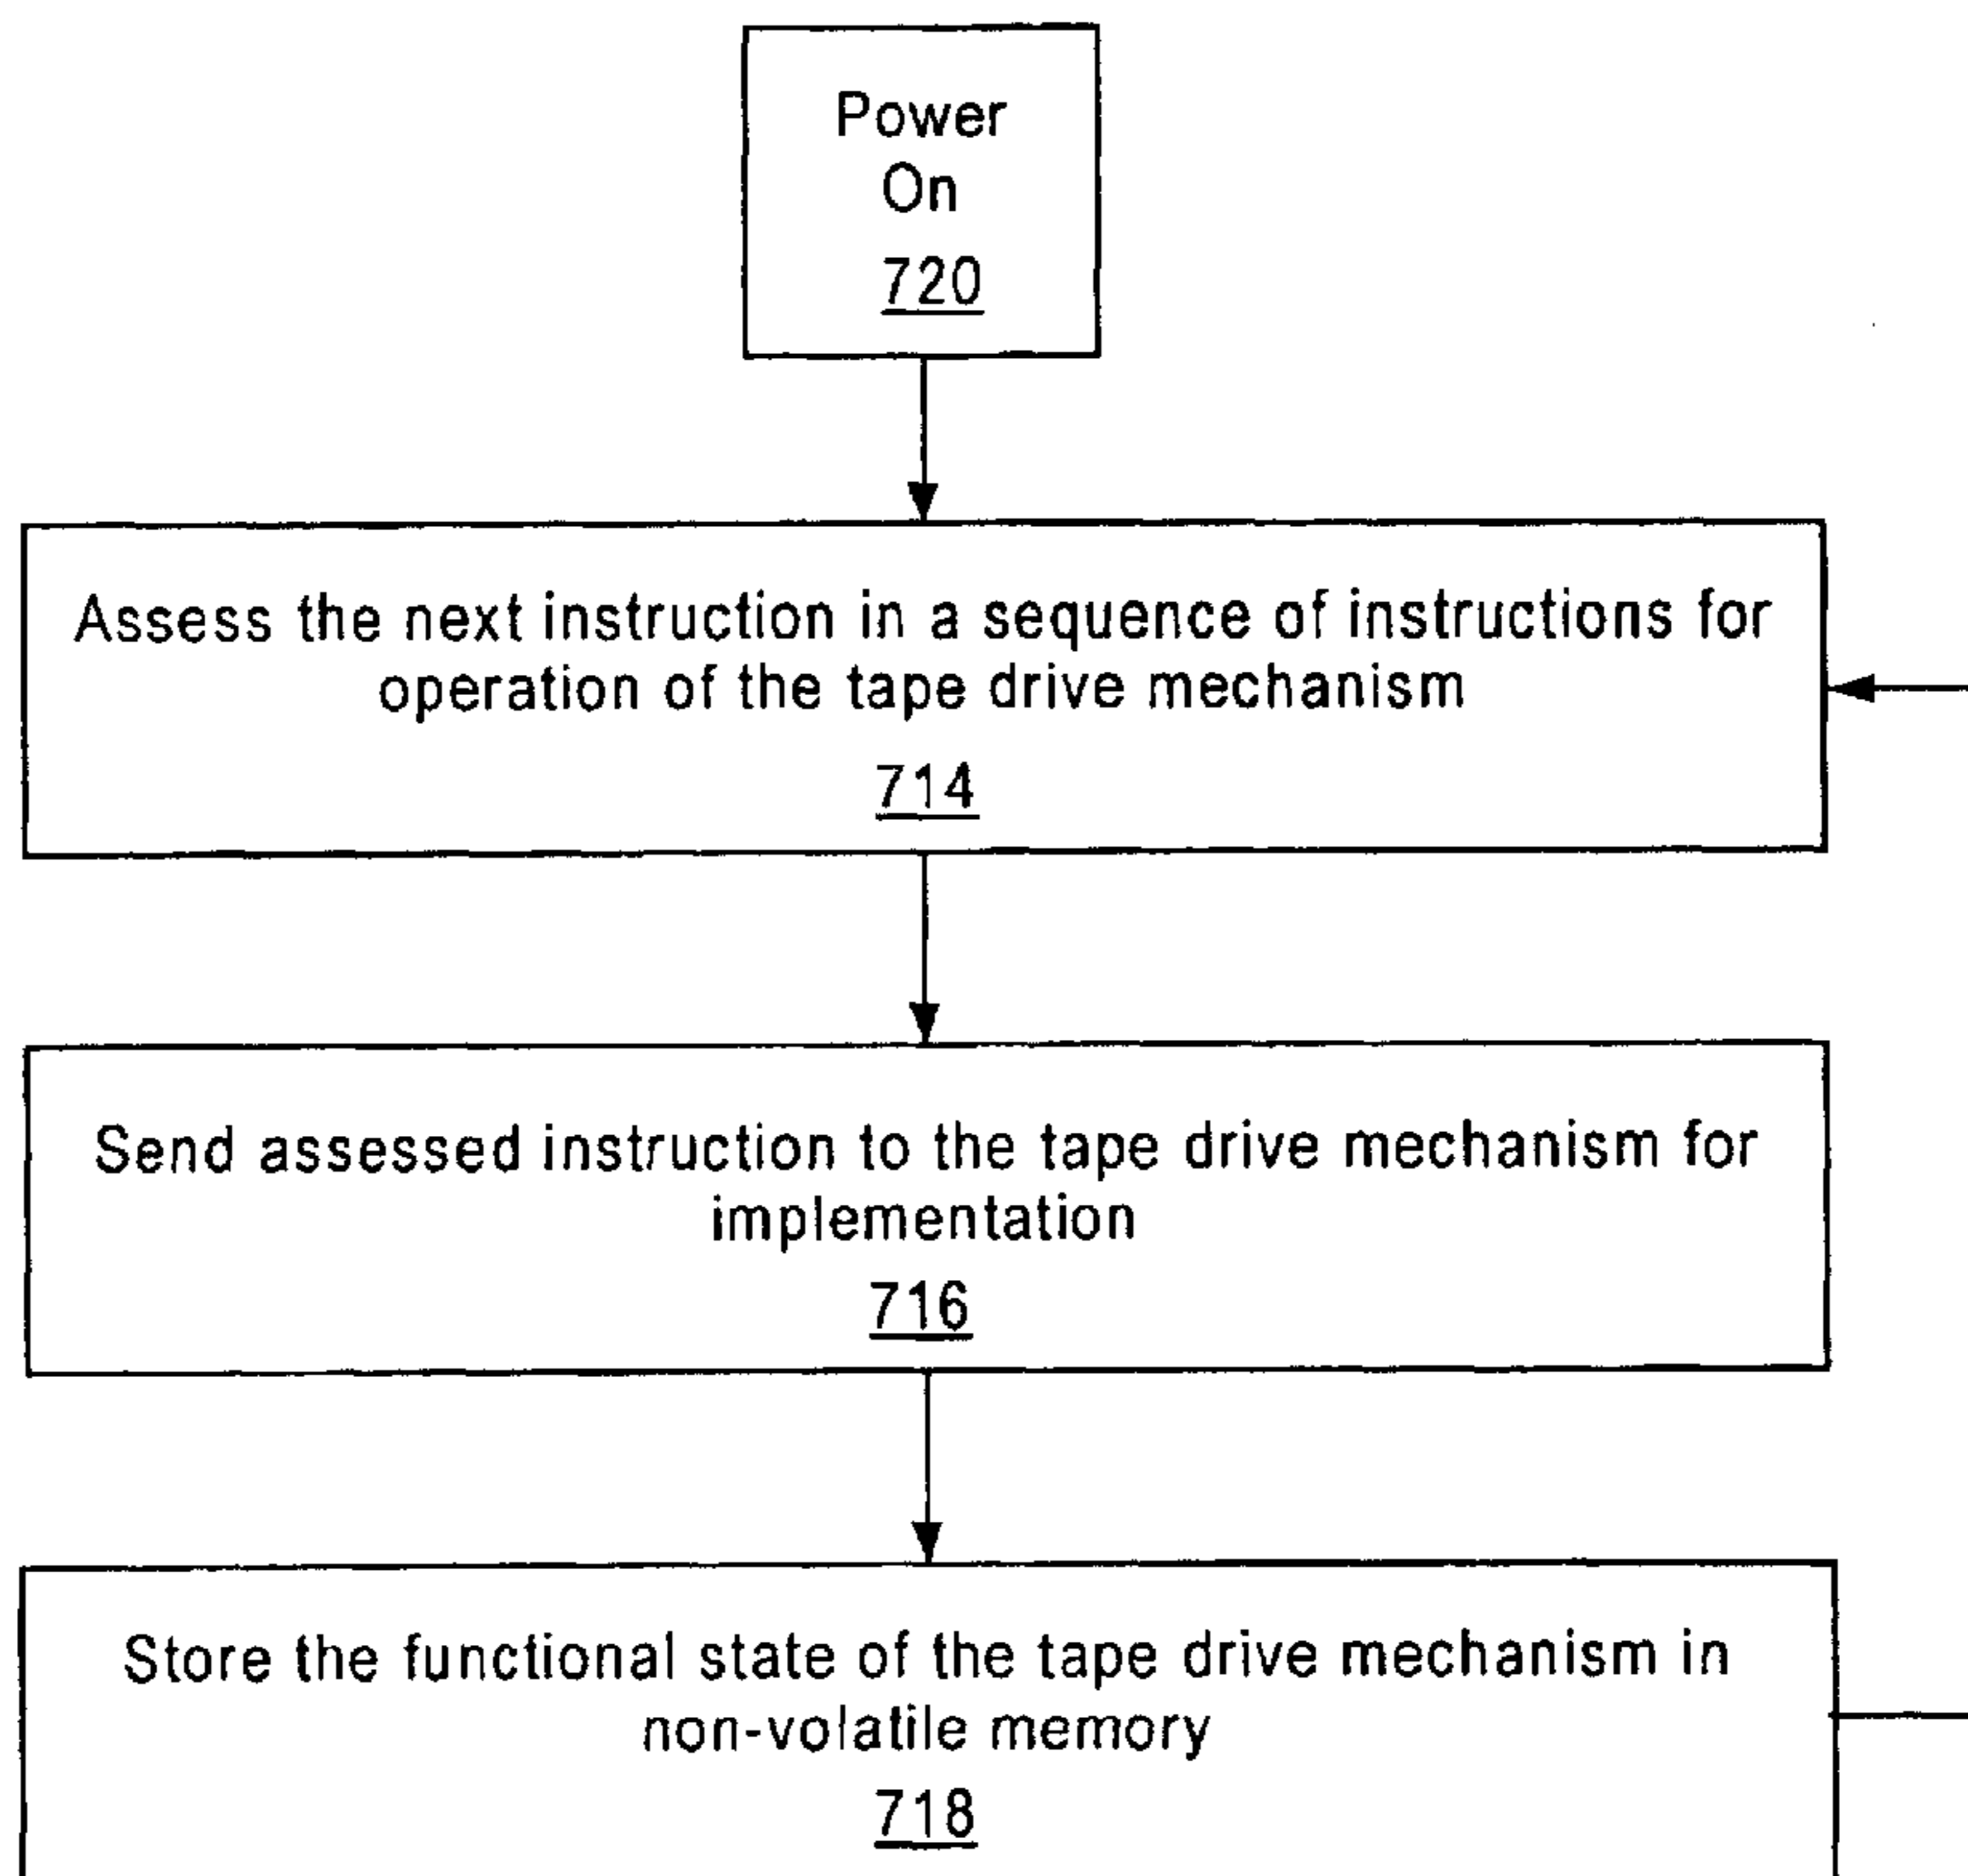 Power
On
720
Assess the next instruction in a sequence of instructions for
operation of the tape drive mechanism
714
Send assessed instruction to the tape drive mechanism for
implementation
716
Store the functional state of the tape drive mechanism in
non-volatile memory
718